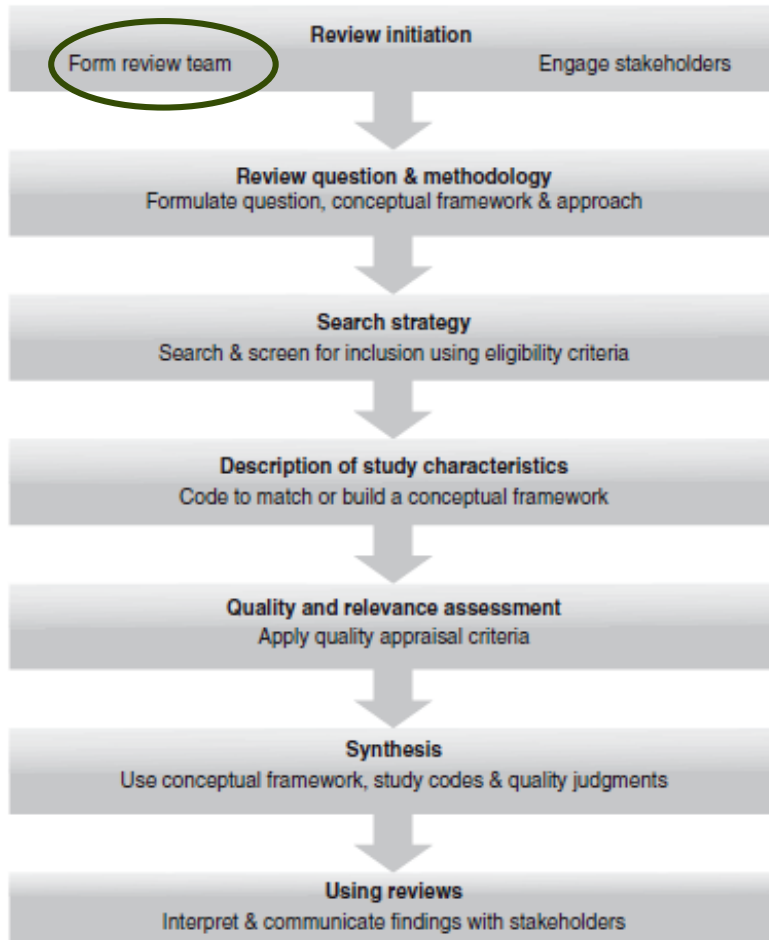 Review initiation
Form review team Engage stakeholders
Review question & methodology
Formulate question, conceptual framework & approach
Search strategy
Search & screen for inclusion using eligibility criteria
Description of study characteristics
Code to match or build a conceptual framework
Quality and relevance assessment
Apply quality appraisal criteria
Synthesis
Use conceptual framework, study codes & quality judgments
Using reviews
Interpret & communicate findings with stakeholders